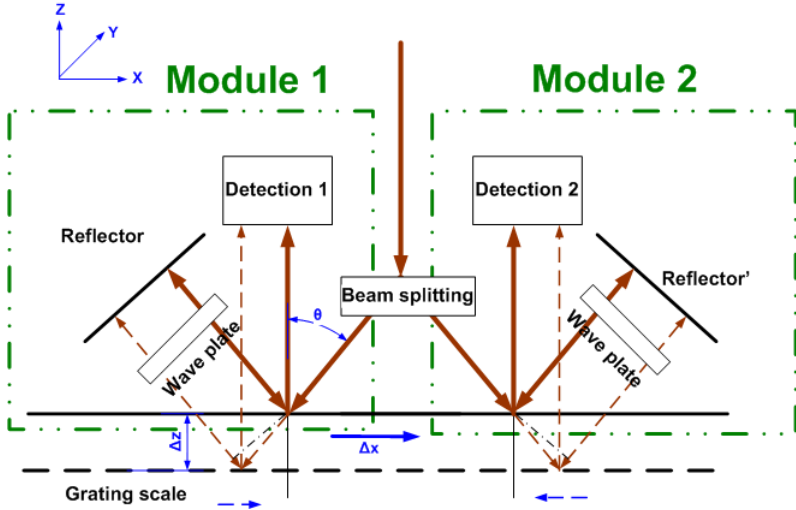 Z
Y
X
Module 1
Module 2
Detection 1
Detection 2
Reflector
Reflector'
Beam splitting
θ
Wave plate
Wave plate
Δz
Δx
Grating scale